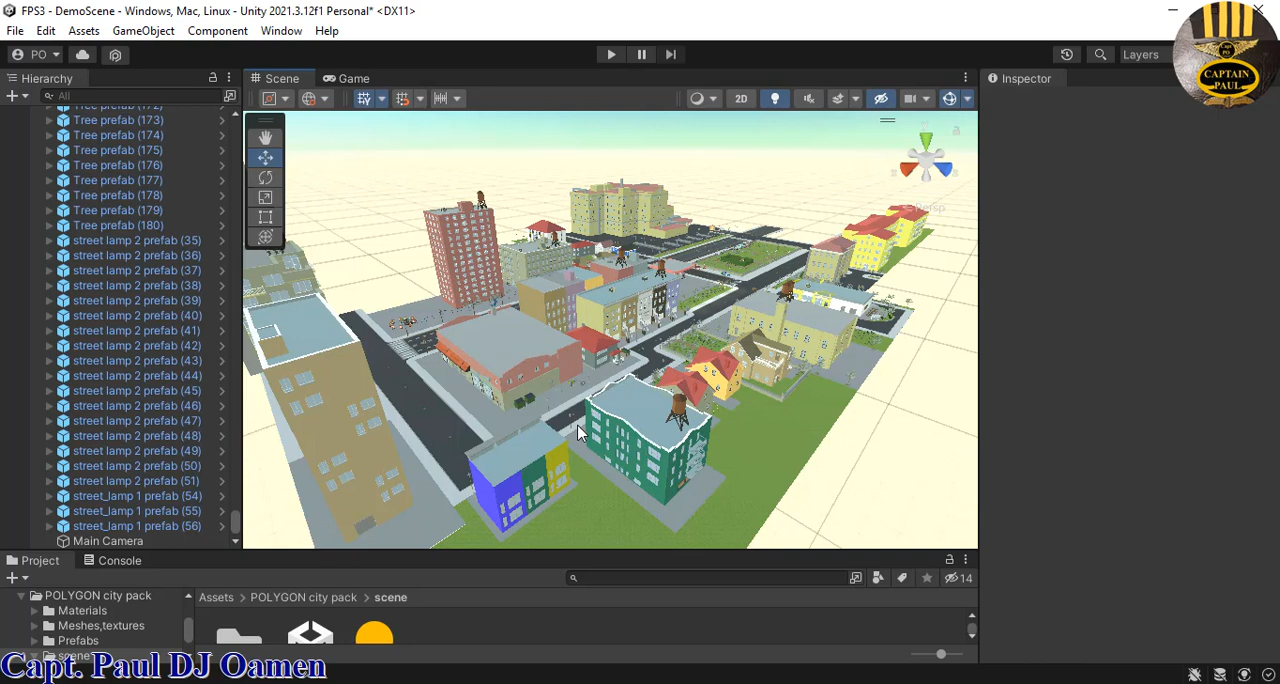 FPS3 - DemoScene - Windows, Mac, Linux - Unity 2021.3.12f1 Personal* <DX11>
File Edit Assets GameObject Component Window Help
PO Layers
CAPTAIN PAUL
Hierarchy Scene Game Inspector
All 2D
Tree prefab (172)
Tree prefab (173)
Tree prefab (174)
Tree prefab (175)
Tree prefab (176)
Tree prefab (177)
Tree prefab (178)
Tree prefab (179)
Tree prefab (180)
street lamp 2 prefab (35)
street lamp 2 prefab (36)
street lamp 2 prefab (37)
street lamp 2 prefab (38)
street lamp 2 prefab (39)
street lamp 2 prefab (40)
street lamp 2 prefab (41)
street lamp 2 prefab (42)
street lamp 2 prefab (43)
street lamp 2 prefab (44)
street lamp 2 prefab (45)
street lamp 2 prefab (46)
street lamp 2 prefab (47)
street lamp 2 prefab (48)
street lamp 2 prefab (49)
street lamp 2 prefab (50)
street lamp 2 prefab (51)
street_lamp 1 prefab (54)
street_lamp 1 prefab (55)
street_lamp 1 prefab (56)
Main Camera
Persp
Project Console
14
POLYGON city pack
Materials
Meshes,textures
Prefabs
scene
Assets > POLYGON city pack > scene
Capt. Paul DJ Oamen